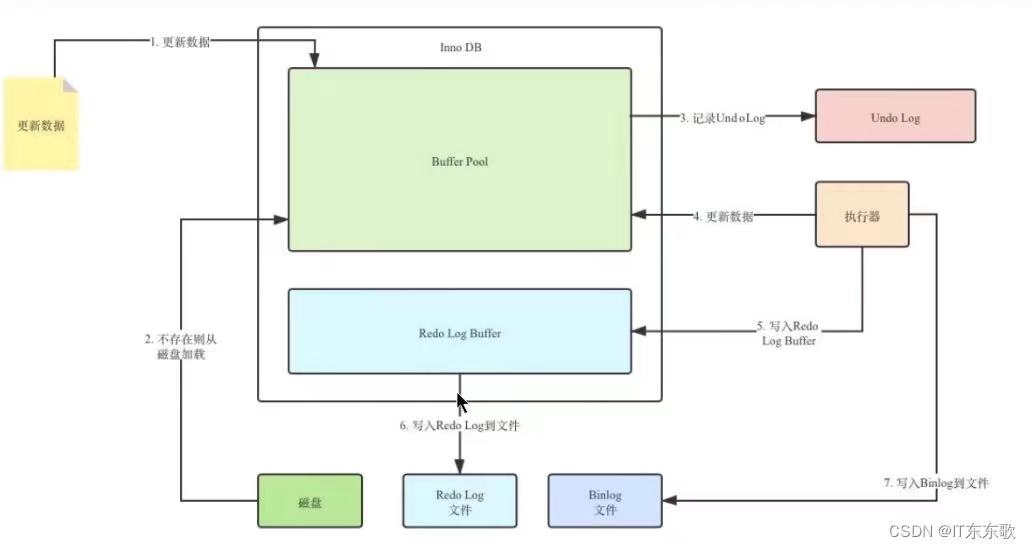 1. 更新数据
Inno DB
更新数据
Buffer Pool
3. 记录UndoLog
Undo Log
4. 更新数据
执行器
2. 不存在则从
磁盘加载
Redo Log Buffer
5. 写入Redo
Log Buffer
6. 写入Redo Log到文件
7. 写入Binlog到文件
磁盘
Redo Log
文件
Binlog
文件
CSDN @IT东东歌